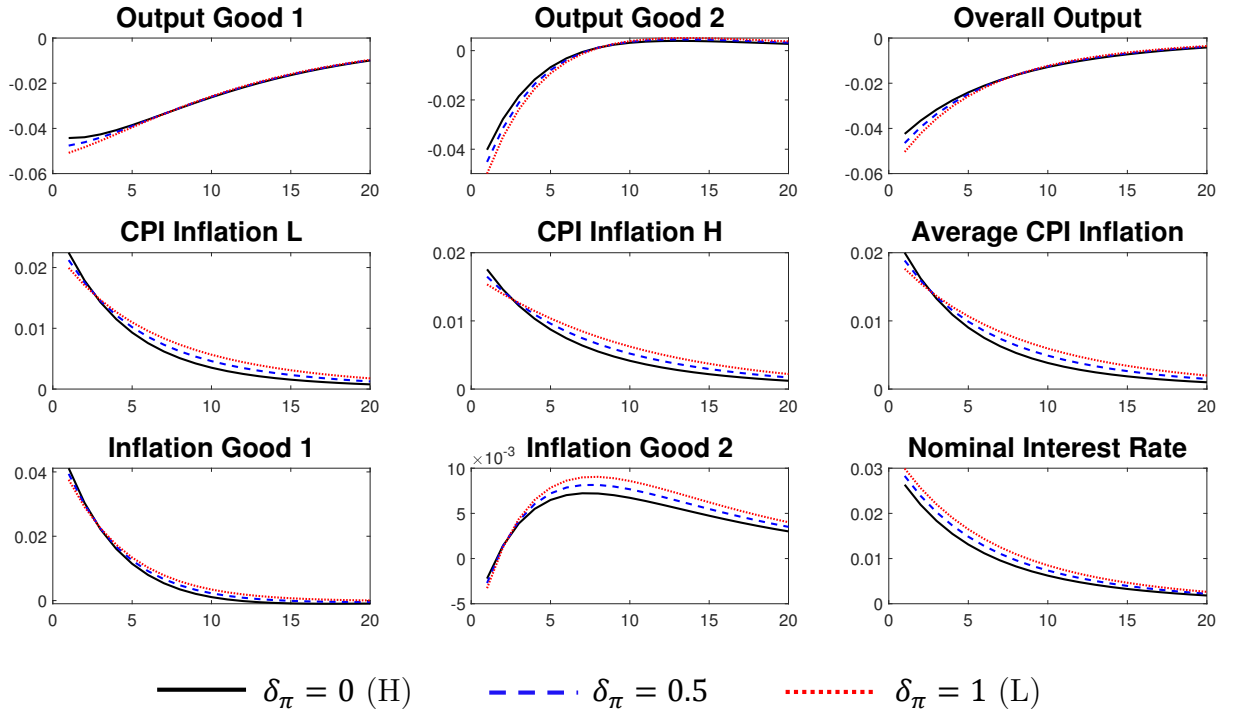 Output Good 1
0
-0.02
-0.04
-0.06
0 5 10 15 20
Output Good 2
0
-0.02
-0.04
0 5 10 15 20
Overall Output
0
-0.02
-0.04
-0.06
0 5 10 15 20
CPI Inflation L
0.02
0.01
0
0 5 10 15 20
CPI Inflation H
0.02
0.01
0
0 5 10 15 20
Average CPI Inflation
0.02
0.01
0
0 5 10 15 20
Inflation Good 1
0.04
0.02
0
0 5 10 15 20
Inflation Good 2
×10⁻³
10
5
0
-5
0 5 10 15 20
Nominal Interest Rate
0.03
0.02
0.01
0
0 5 10 15 20
δ_π = 0 (H)
δ_π = 0.5
δ_π = 1 (L)